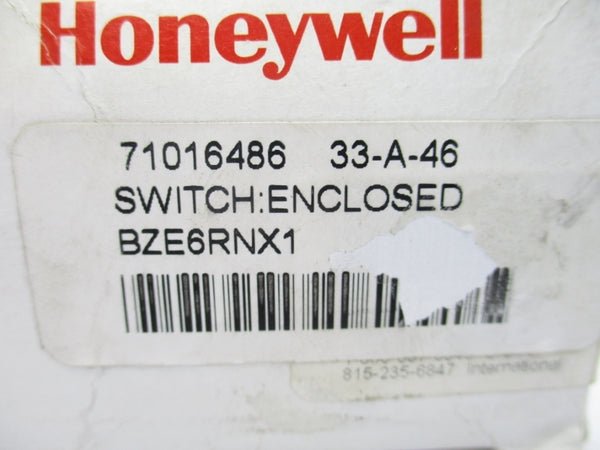 Honeywell
71016486 33-A-46
SWITCH:ENCLOSED
BZE6RNX1
815-235-6847 International